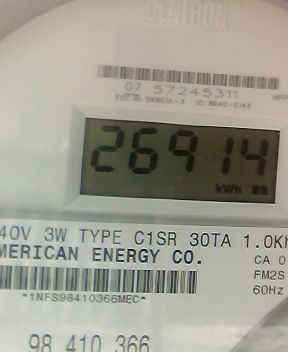 CENTRON
07 57245311
26914
kWh
40V 3W TYPE C1SR 30TA 1.0Kh
MERICAN ENERGY CO.
CA 0
FM2S
*1NFS98410366MEC*
60Hz
98 410 366